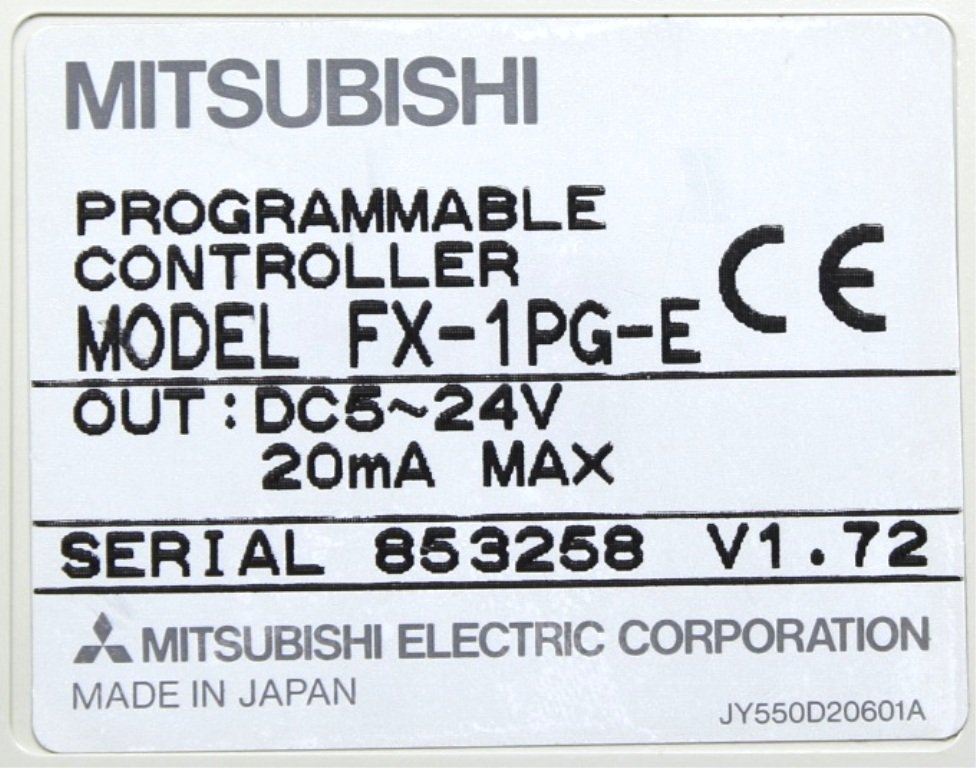 MITSUBISHI
PROGRAMMABLE
CONTROLLER
MODEL FX-1PG-E
CE
OUT:DC5~24V
20mA MAX
SERIAL 853258 V1.72
MITSUBISHI ELECTRIC CORPORATION
MADE IN JAPAN
JY550D20601A